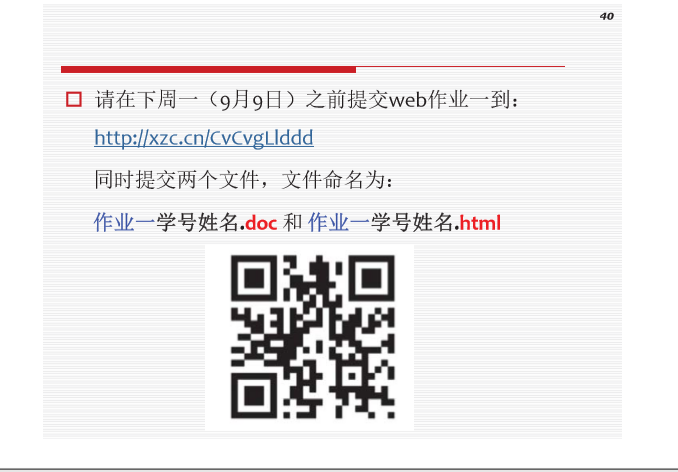 40
请在下周一（9月9日）之前提交web作业一到：
http://xzc.cn/CvCvgLlddd
同时提交两个文件，文件命名为：
作业一学号姓名.doc 和 作业一学号姓名.html